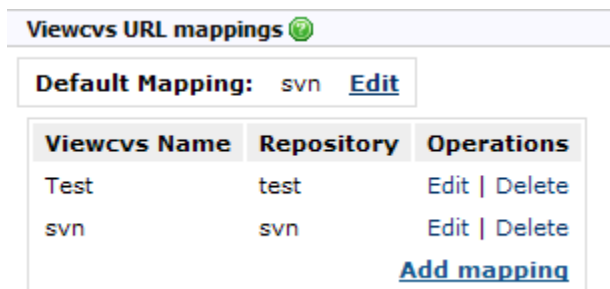 Viewcvs URL mappings
Default Mapping: svn Edit
Viewcvs Name Repository Operations
Test test Edit | Delete
svn svn Edit | Delete
Add mapping